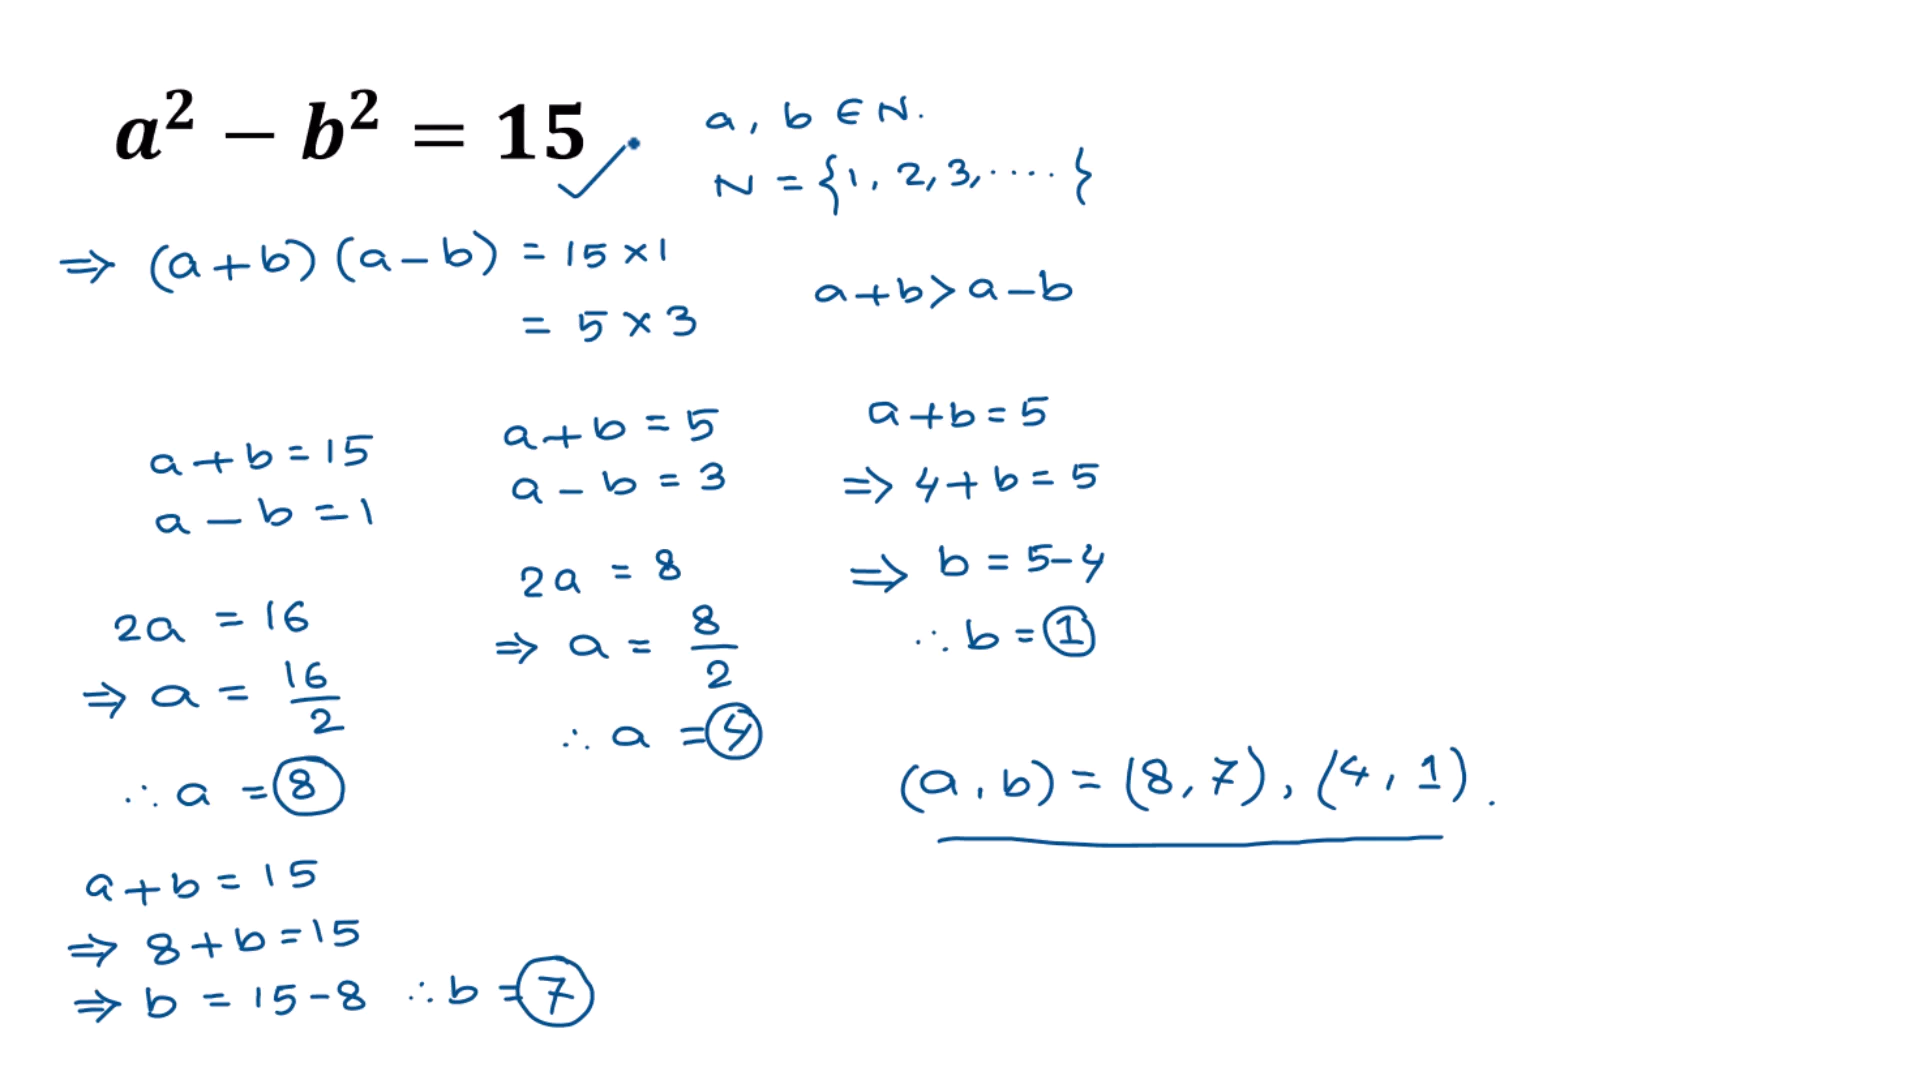 a² − b² = 15
a, b ∈ N.
N = {1, 2, 3, ....}
⇒ (a+b)(a−b) = 15 × 1
= 5 × 3
a+b > a−b
a+b = 15
a−b = 1
2a = 16
⇒ a = 16/2
∴ a = 8
a+b = 15
⇒ 8+b = 15
⇒ b = 15−8 ∴ b = 7
a+b = 5
a−b = 3
2a = 8
⇒ a = 8/2
∴ a = 4
a+b = 5
⇒ 4+b = 5
⇒ b = 5−4
∴ b = 1
(a, b) = (8, 7), (4, 1).